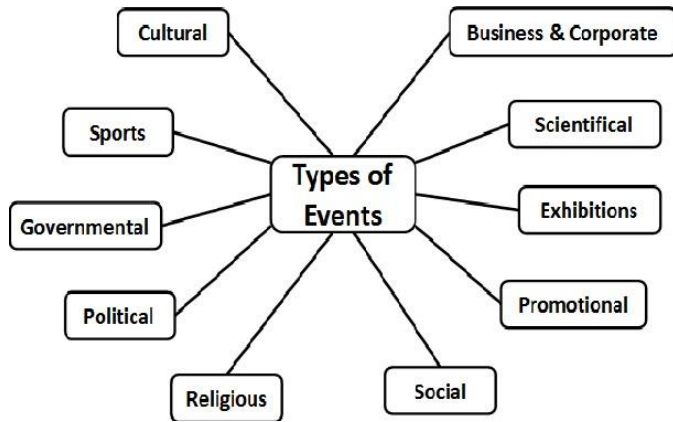 Cultural
Business & Corporate
Sports
Scientifical
Types of
Events
Governmental
Exhibitions
Political
Promotional
Religious
Social